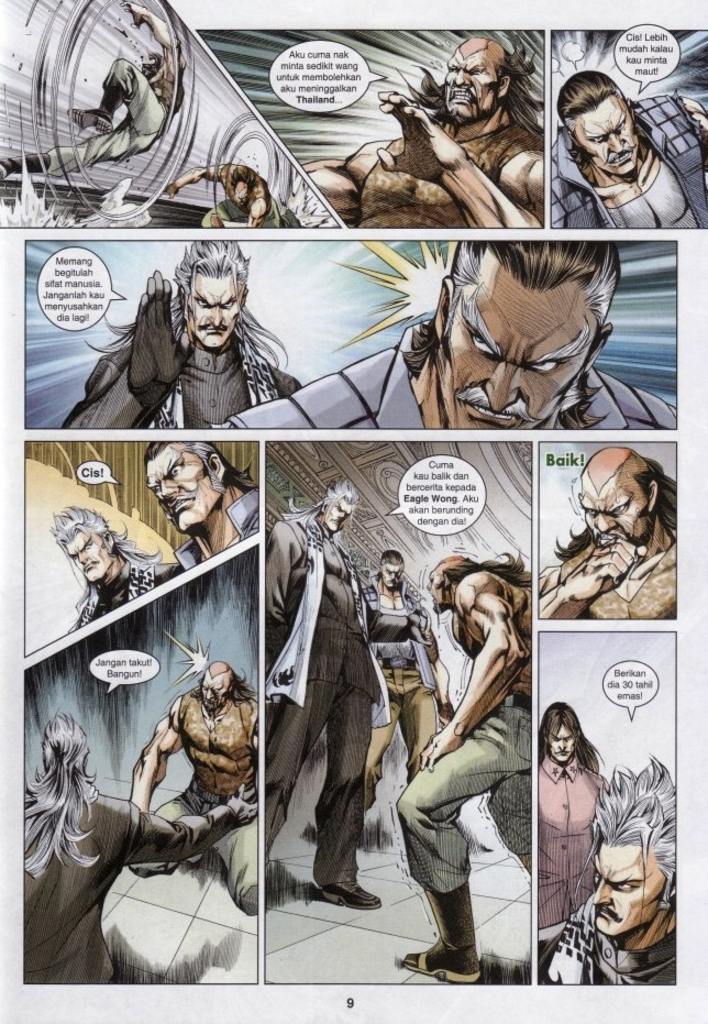 Aku cuma nak
minta sedikit wang
untuk membolehkan
aku meninggalkan
Thailand...
Cis! Lebih
mudah kalau
kau minta
maut!
Memang
begitulah
sifat manusia.
Janganlah kau
menyusahkan
dia lagi!
Cis!
Jangan takut!
Bangun!
Cuma
kau balik dan
bercerita kepada
Eagle Wong. Aku
akan berunding
dengan dia!
Baik!
Berikan
dia 30 tahil
emas!
9